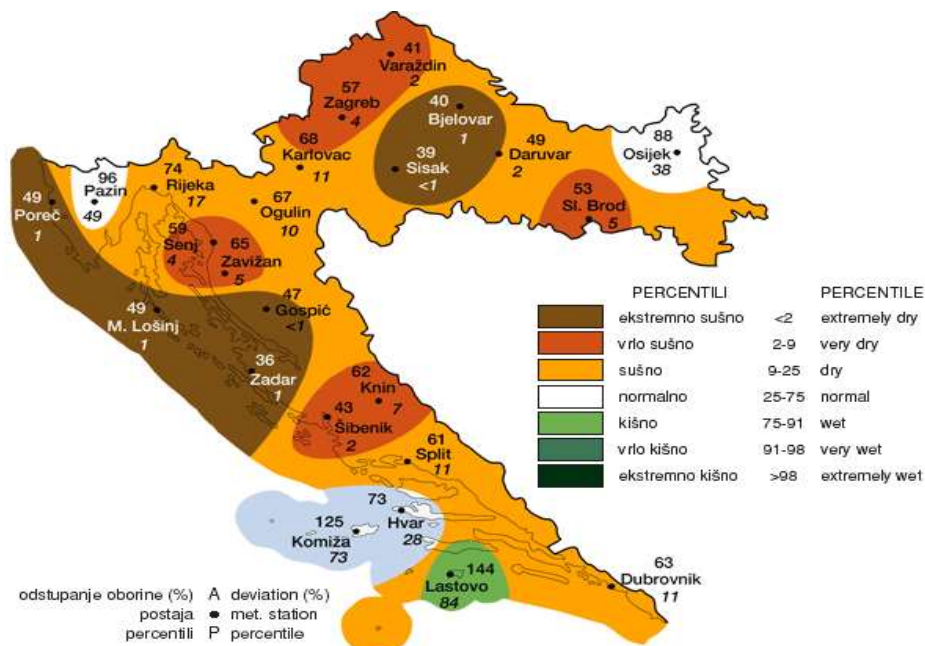 41
Varaždin
2
57
Zagreb
4
40
Bjelovar
1
88
Osijek
38
68
Karlovac
11
39
Sisak
<1
49
Daruvar
2
96
Pazin
49
74
Rijeka
17
49
Poreč
1
67
Ogulin
10
53
Sl. Brod
5
59
Senj
4
65
Zavižan
5
49
M. Lošinj
1
47
Gospić
<1
36
Zadar
1
62
Knin
7
43
Šibenik
2
61
Split
11
73
Hvar
28
125
Komiža
73
144
Lastovo
84
63
Dubrovnik
11
PERCENTILI PERCENTILE
ekstremno sušno <2 extremely dry
vrlo sušno 2-9 very dry
sušno 9-25 dry
normalno 25-75 normal
kišno 75-91 wet
vrlo kišno 91-98 very wet
ekstremno kišno >98 extremely wet
odstupanje oborine (%) A deviation (%)
postaja ● met. station
percentili P percentile